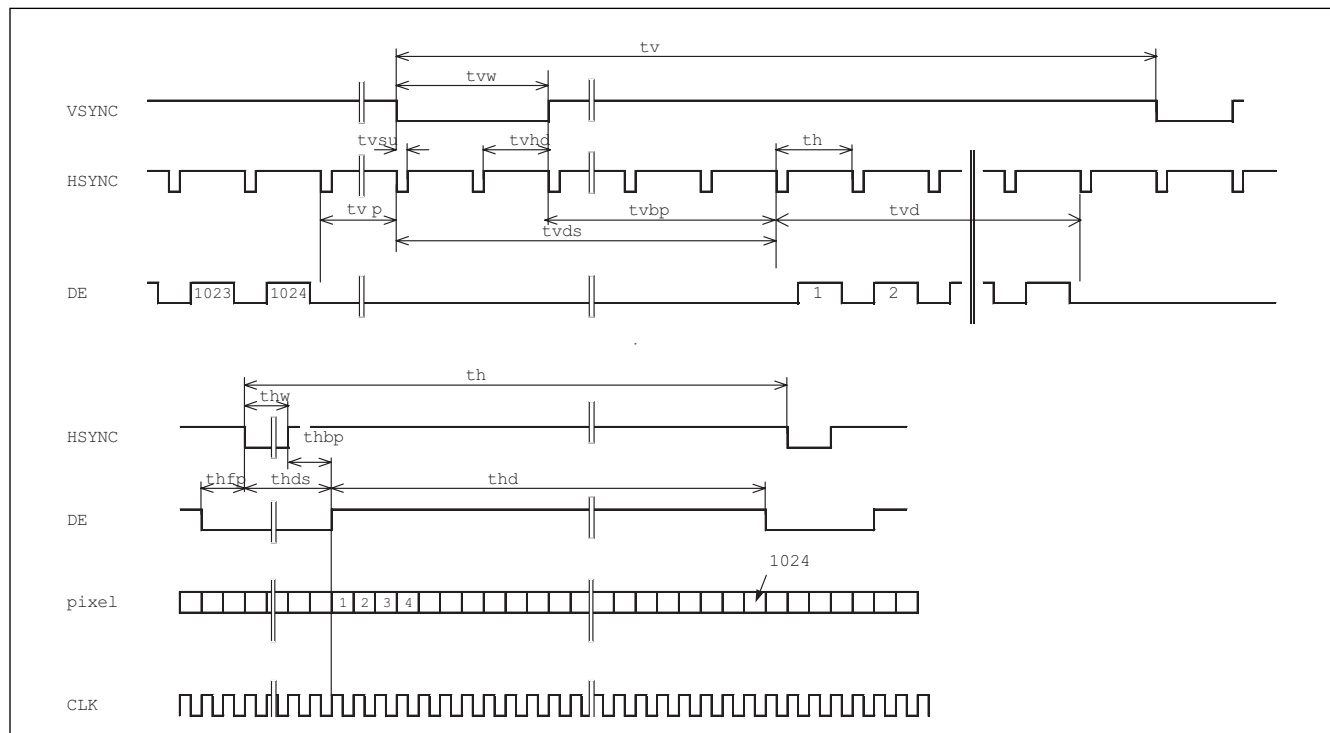 tv
tvw
VSYNC
tvsu tvhd th
HSYNC
tv p tvbp tvd
tvds
DE 1023 1024 1 2
th
thw
HSYNC
thbp
thfp thds thd
DE
1024
pixel 1 2 3 4
CLK